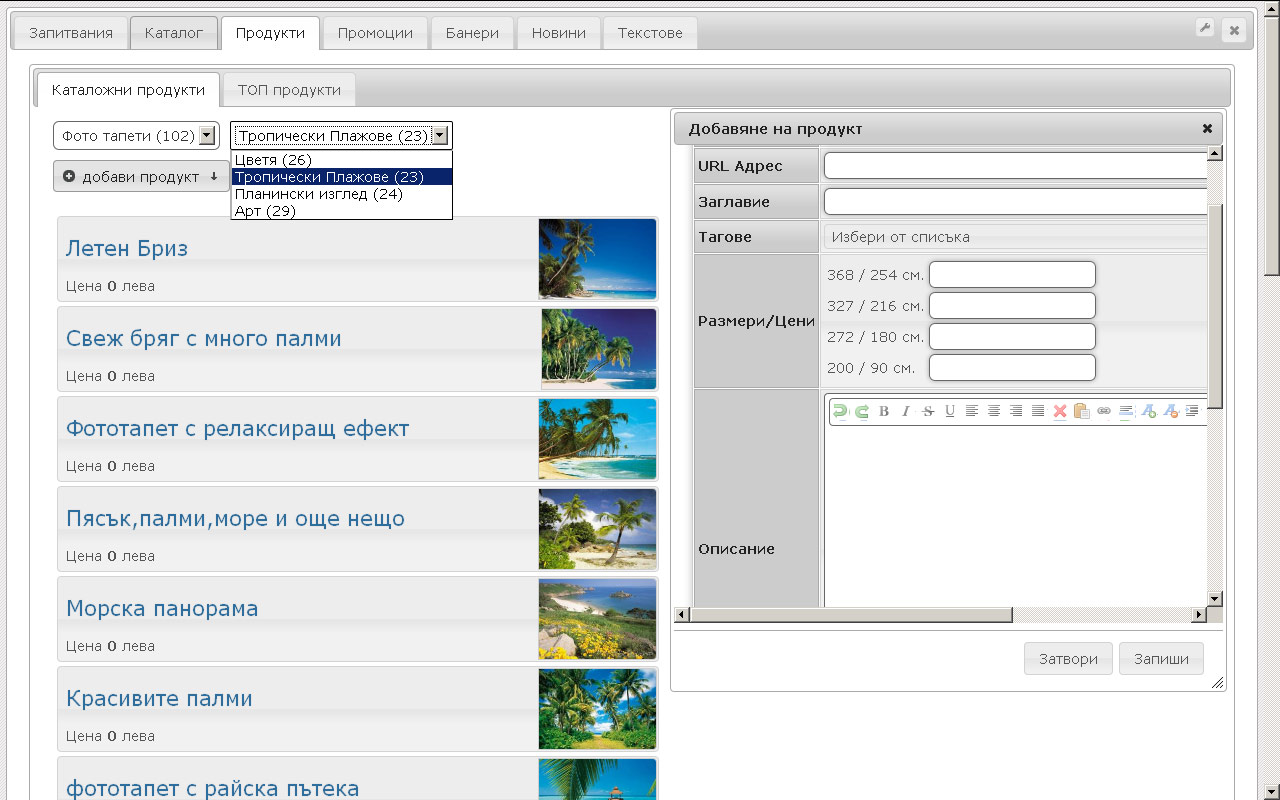 Запитвания Каталог Продукти Промоции Банери Новини Текстове
Каталожни продукти ТОП продукти
Фото тапети (102) Тропически Плажове (23)
Цветя (26)
Тропически Плажове (23)
Планински изглед (24)
Арт (29)
добави продукт
Летен Бриз
Цена 0 лева
Свеж бряг с много палми
Цена 0 лева
Фототапет с релаксиращ ефект
Цена 0 лева
Пясък,палми,море и още нещо
Цена 0 лева
Морска панорама
Цена 0 лева
Красивите палми
Цена 0 лева
фототапет с райска пътека
Добавяне на продукт
URL Адрес
Заглавие
Тагове Избери от списъка
Размери/Цени
368 / 254 см.
327 / 216 см.
272 / 180 см.
200 / 90 см.
B I S U
Описание
Затвори Запиши